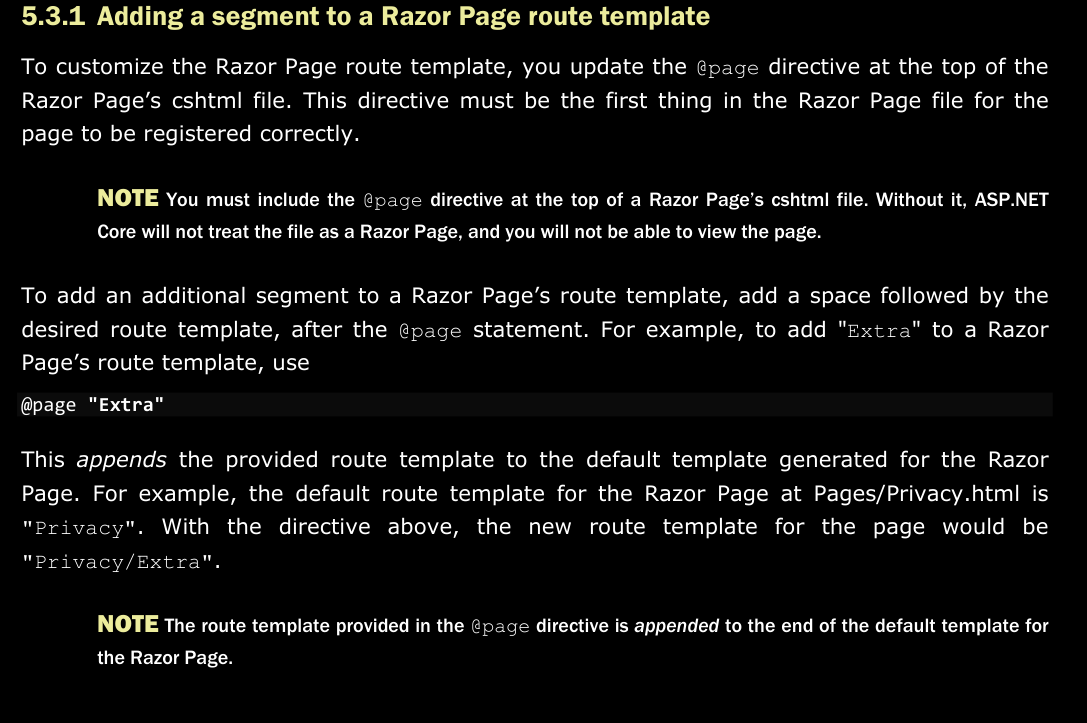 5.3.1 Adding a segment to a Razor Page route template
To customize the Razor Page route template, you update the @page directive at the top of the
Razor Page’s cshtml file. This directive must be the first thing in the Razor Page file for the
page to be registered correctly.
NOTE You must include the @page directive at the top of a Razor Page’s cshtml file. Without it, ASP.NET
Core will not treat the file as a Razor Page, and you will not be able to view the page.
To add an additional segment to a Razor Page’s route template, add a space followed by the
desired route template, after the @page statement. For example, to add "Extra" to a Razor
Page’s route template, use
@page "Extra"
This appends the provided route template to the default template generated for the Razor
Page. For example, the default route template for the Razor Page at Pages/Privacy.html is
"Privacy". With the directive above, the new route template for the page would be
"Privacy/Extra".
NOTE The route template provided in the @page directive is appended to the end of the default template for
the Razor Page.